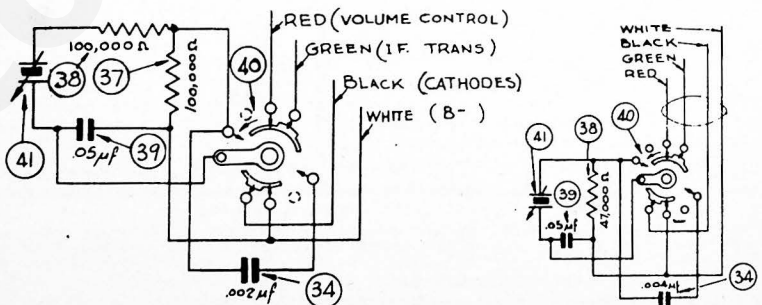 RED (VOLUME CONTROL)
GREEN (I.F. TRANS)
BLACK (CATHODES)
WHITE (B-)
100,000 Ω
100,000 Ω
38
37
40
41
39
.05μf
.002μf
34
WHITE
BLACK
GREEN
RED
40
41
38
39
47,000 Ω
.05μf
.004μf
34